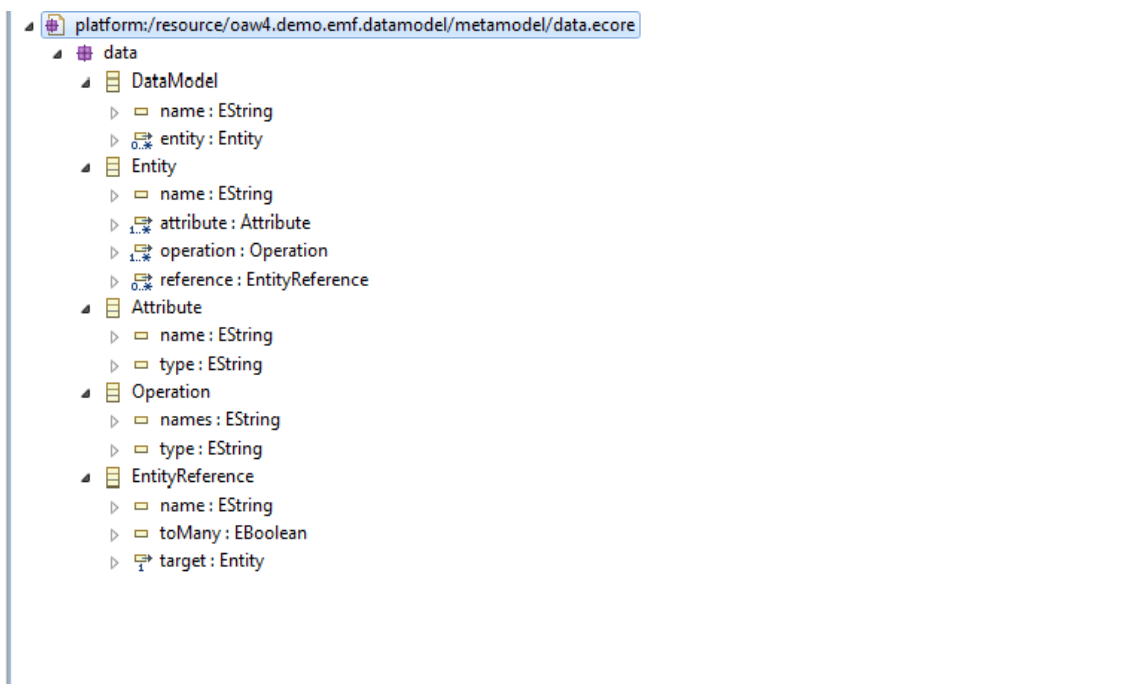 platform:/resource/oaw4.demo.emf.datamodel/metamodel/data.ecore
data
DataModel
name : EString
0..* entity : Entity
Entity
name : EString
1..* attribute : Attribute
1..* operation : Operation
0..* reference : EntityReference
Attribute
name : EString
type : EString
Operation
names : EString
type : EString
EntityReference
name : EString
toMany : EBoolean
1 target : Entity